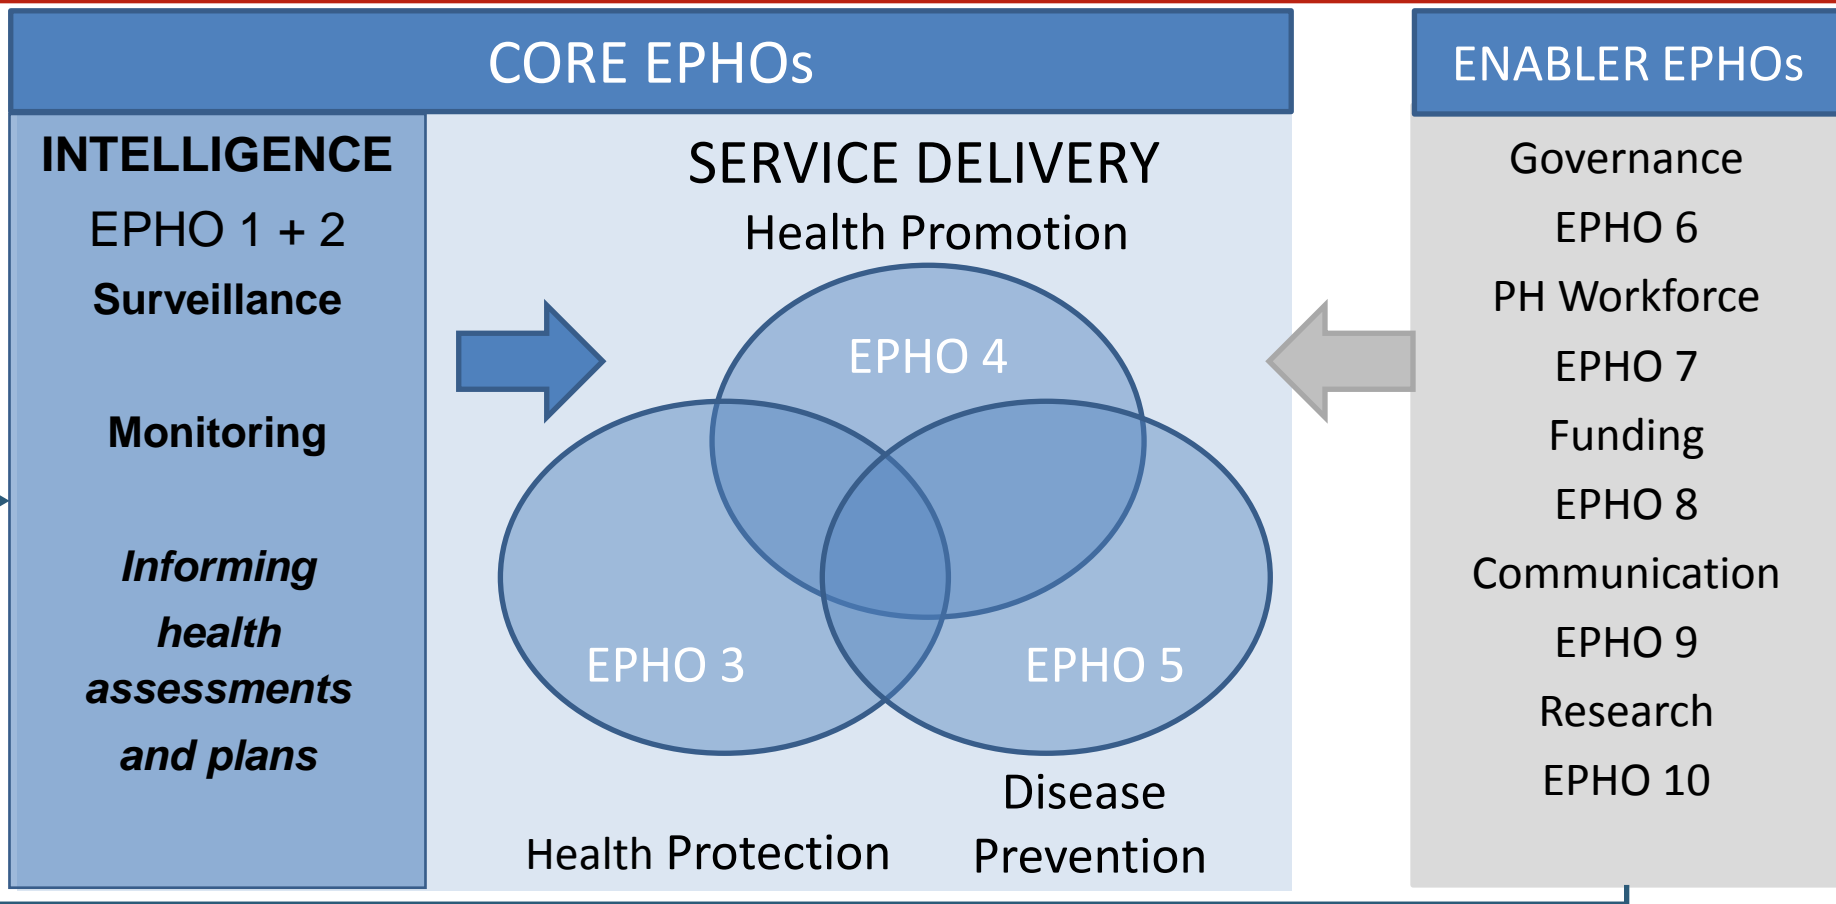 CORE EPHOs
INTELLIGENCE
EPHO 1 + 2
Surveillance
Monitoring
Informing
health
assessments
and plans
SERVICE DELIVERY
Health Promotion
EPHO 4
EPHO 3
EPHO 5
Health Protection
Disease
Prevention
ENABLER EPHOs
Governance
EPHO 6
PH Workforce
EPHO 7
Funding
EPHO 8
Communication
EPHO 9
Research
EPHO 10